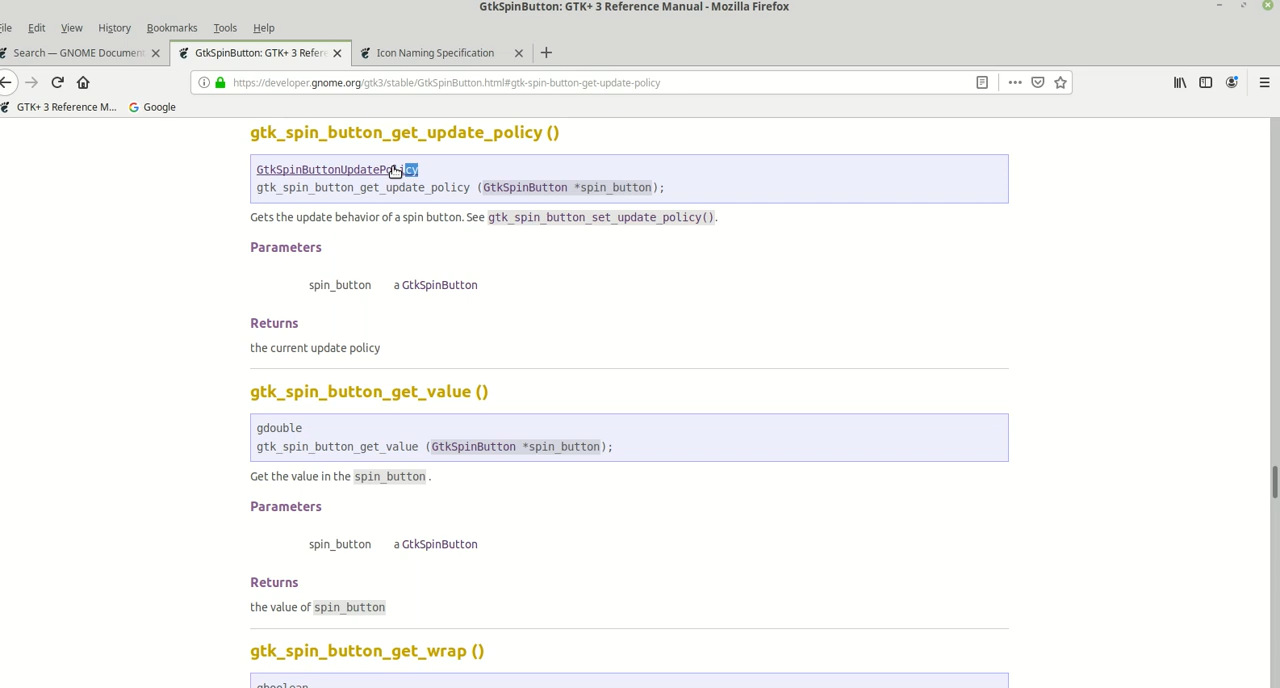 GtkSpinButton: GTK+ 3 Reference Manual - Mozilla Firefox
ile Edit View History Bookmarks Tools Help
Search — GNOME Document
GtkSpinButton: GTK+ 3 Refere
Icon Naming Specification
https://developer.gnome.org/gtk3/stable/GtkSpinButton.html#gtk-spin-button-get-update-policy
GTK+ 3 Reference M... Google
gtk_spin_button_get_update_policy ()
GtkSpinButtonUpdatePolicy
gtk_spin_button_get_update_policy (GtkSpinButton *spin_button);
Gets the update behavior of a spin button. See gtk_spin_button_set_update_policy().
Parameters
spin_button a GtkSpinButton
Returns
the current update policy
gtk_spin_button_get_value ()
gdouble
gtk_spin_button_get_value (GtkSpinButton *spin_button);
Get the value in the spin_button .
Parameters
spin_button a GtkSpinButton
Returns
the value of spin_button
gtk_spin_button_get_wrap ()
gboolean